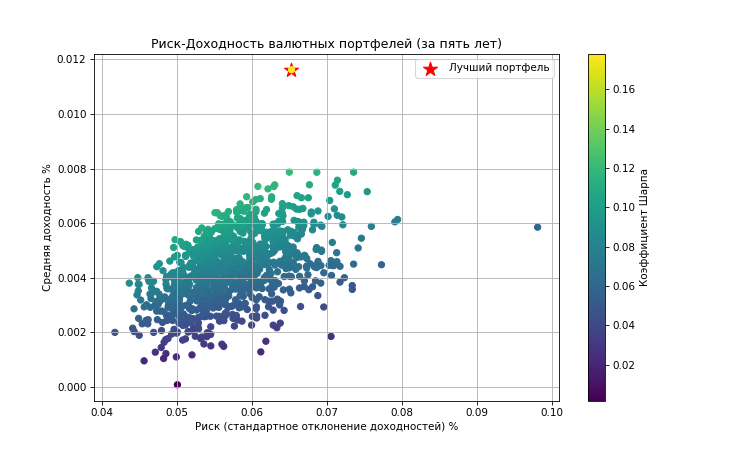 Риск-Доходность валютных портфелей (за пять лет)
Лучший портфель
0.012
0.010
0.008
0.006
0.004
0.002
0.000
Средняя доходность %
0.04 0.05 0.06 0.07 0.08 0.09 0.10
Риск (стандартное отклонение доходностей) %
0.16
0.14
0.12
0.10
0.08
0.06
0.04
0.02
Коэффициент Шарпа